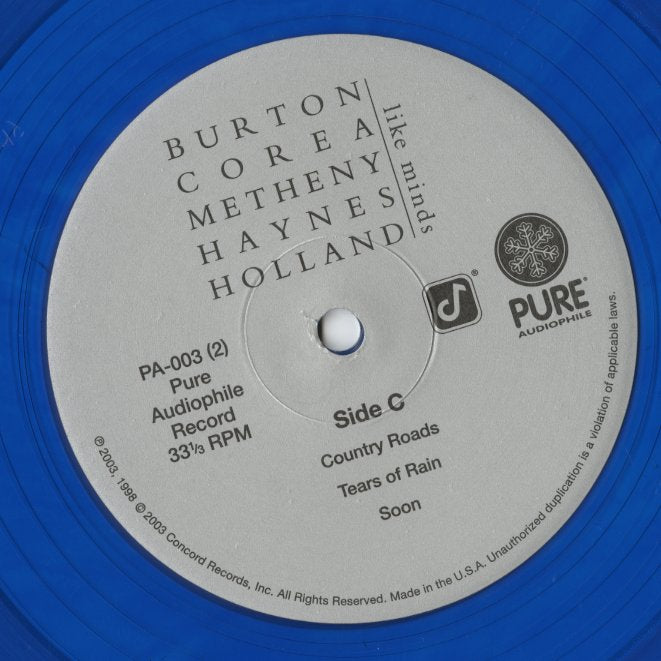 BURTON
COREA
METHENY
HAYNES
HOLLAND
like minds
PURE®
AUDIOPHILE
®
PA-003 (2)
Pure
Audiophile
Record
33⅓ RPM
Side C
Country Roads
Tears of Rain
Soon
℗ 2003, 1998 © 2003 Concord Records, Inc. All Rights Reserved. Made in the U.S.A. Unauthorized duplication is a violation of applicable laws.